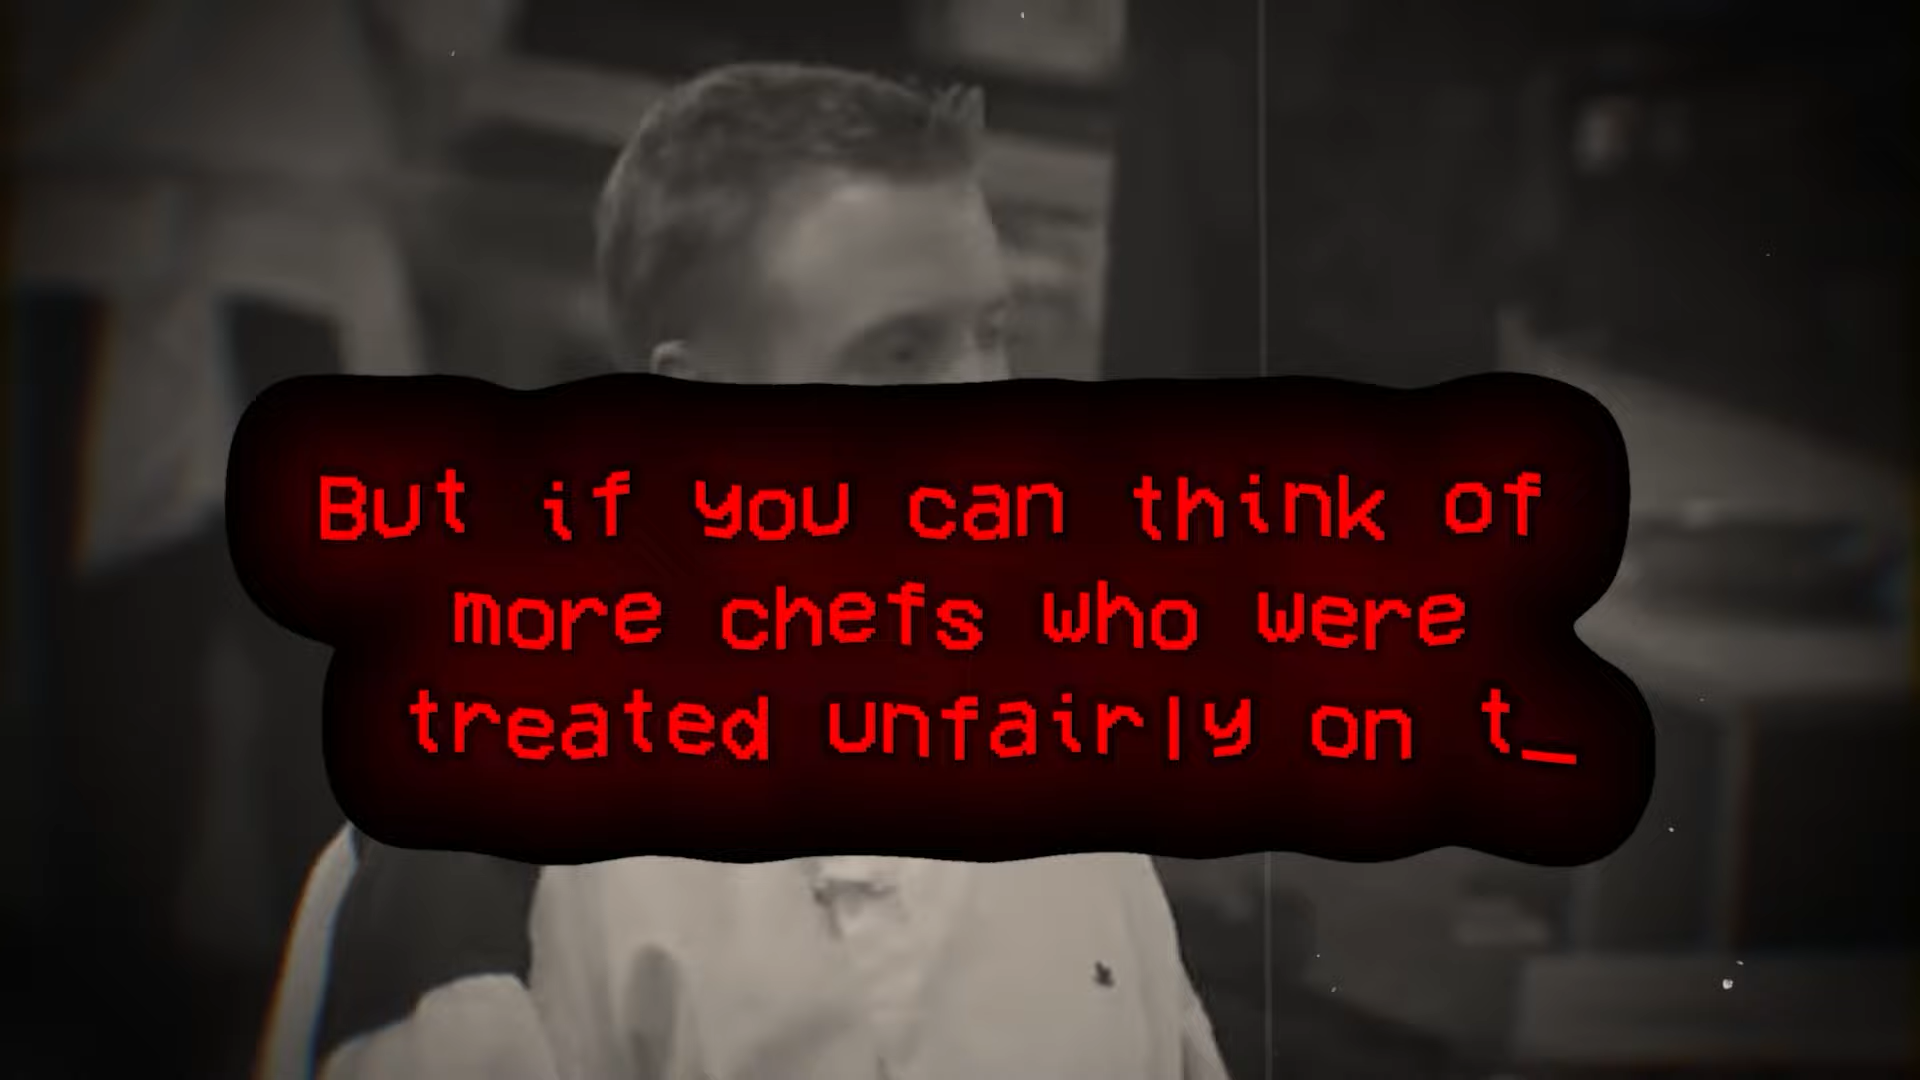 But if you can think of
more chefs who were
treated unfairly on t_